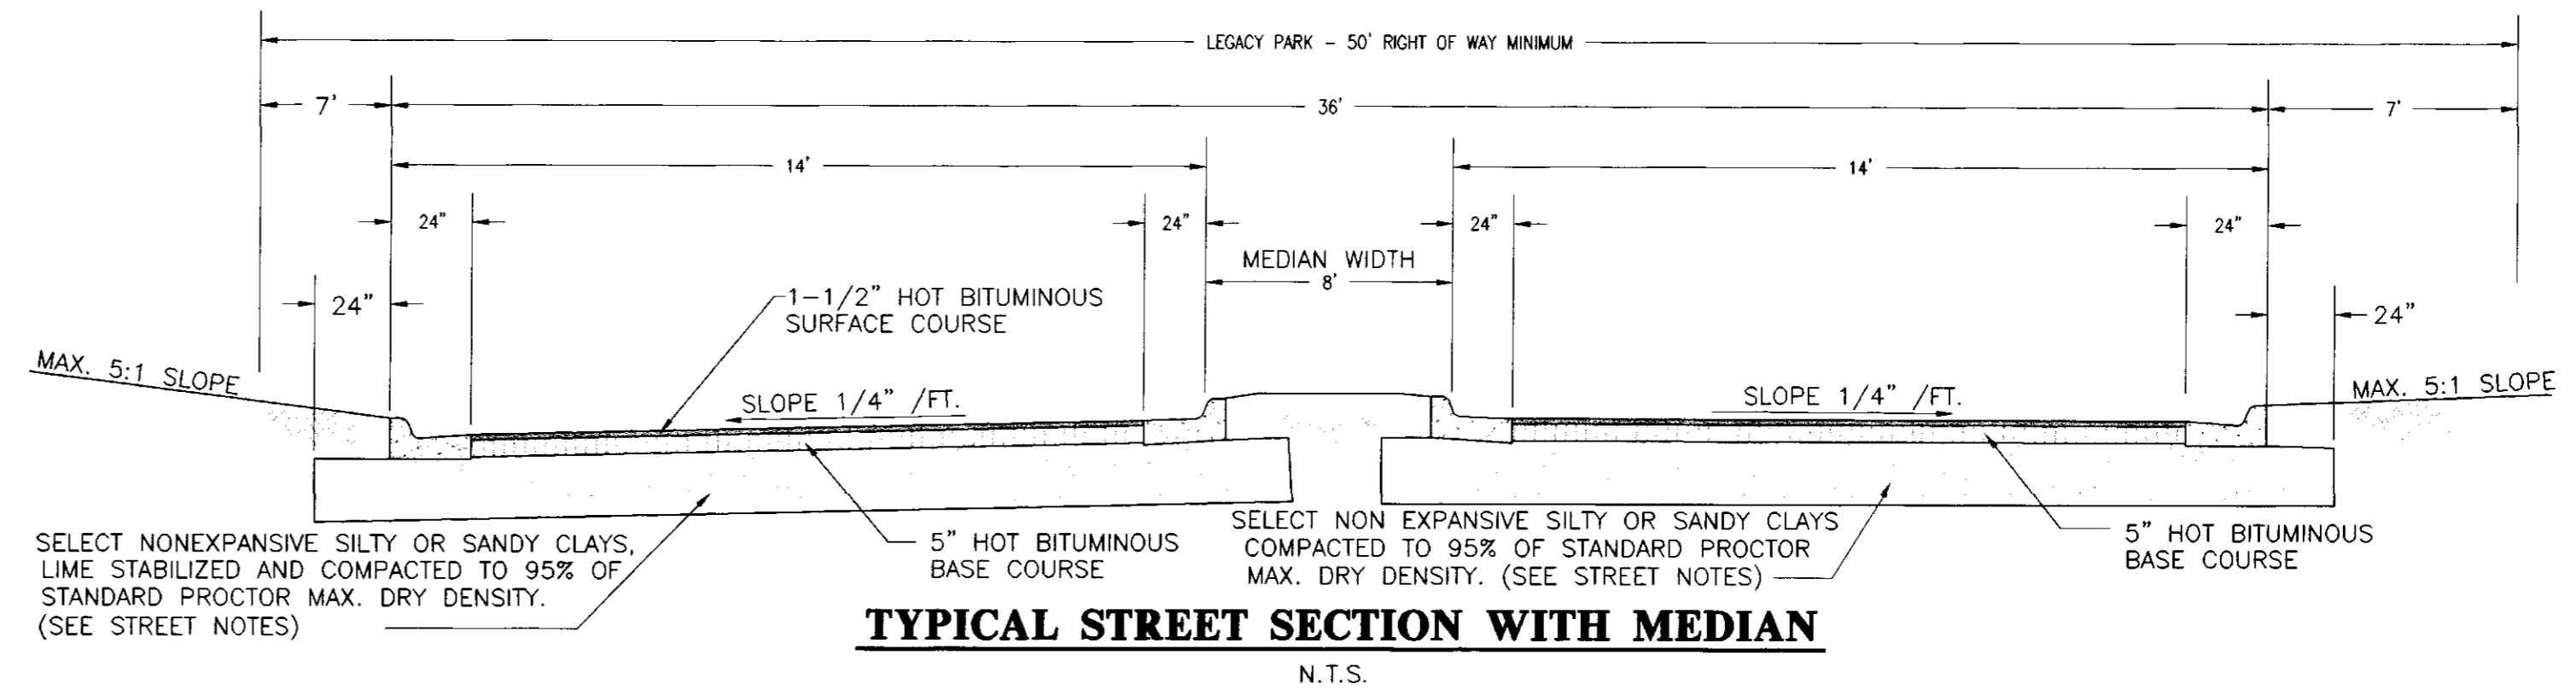 LEGACY PARK - 50' RIGHT OF WAY MINIMUM
7'
36'
7'
14'
14'
24"
24"
24"
24"
MEDIAN WIDTH
8'
24"
1-1/2" HOT BITUMINOUS
SURFACE COURSE
24"
MAX. 5:1 SLOPE
SLOPE 1/4" /FT.
SLOPE 1/4" /FT.
MAX. 5:1 SLOPE
SELECT NONEXPANSIVE SILTY OR SANDY CLAYS,
LIME STABILIZED AND COMPACTED TO 95% OF
STANDARD PROCTOR MAX. DRY DENSITY.
(SEE STREET NOTES)
5" HOT BITUMINOUS
BASE COURSE
SELECT NON EXPANSIVE SILTY OR SANDY CLAYS
COMPACTED TO 95% OF STANDARD PROCTOR
MAX. DRY DENSITY. (SEE STREET NOTES)
5" HOT BITUMINOUS
BASE COURSE
TYPICAL STREET SECTION WITH MEDIAN
N.T.S.